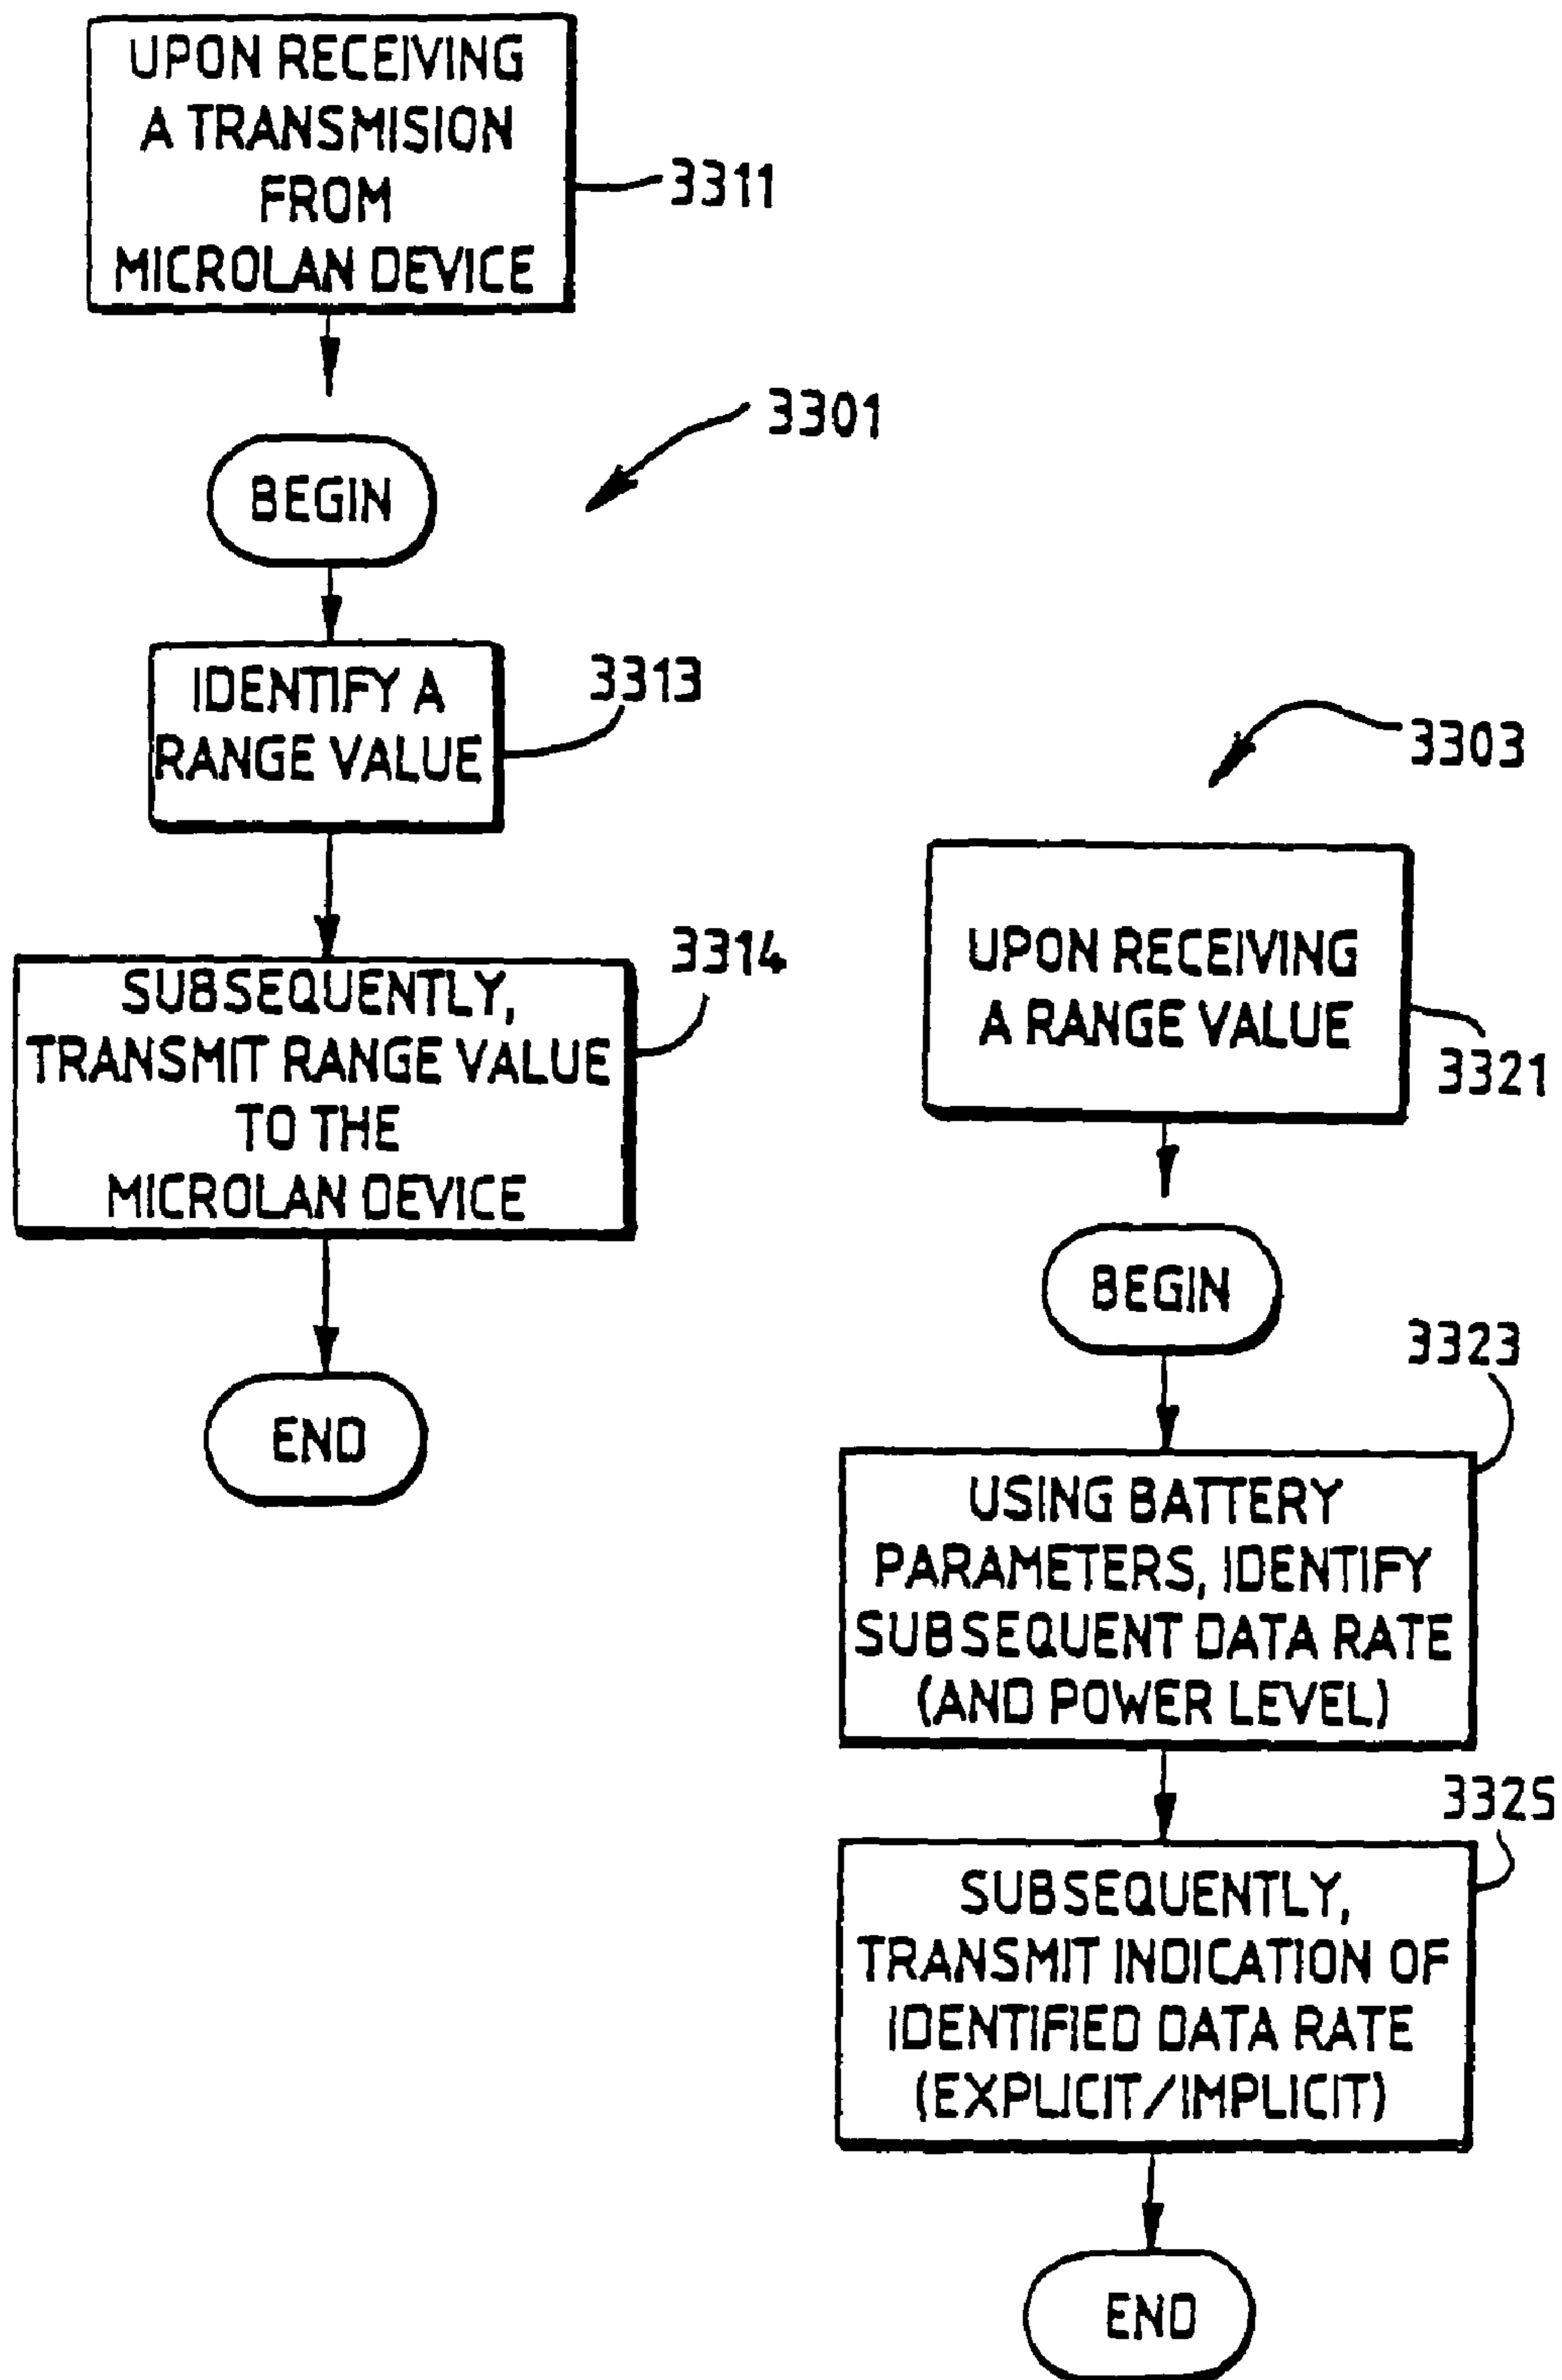 UPON RECEIVING
A TRANSMISION
FROM
MICROLAN DEVICE
3311
3301
BEGIN
IDENTIFY A
RANGE VALUE
3313
SUBSEQUENTLY,
TRANSMIT RANGE VALUE
TO THE
MICROLAN DEVICE
3314
END
3303
UPON RECEIVING
A RANGE VALUE
3321
BEGIN
3323
USING BATTERY
PARAMETERS, IDENTIFY
SUBSEQUENT DATA RATE
(AND POWER LEVEL)
3325
SUBSEQUENTLY,
TRANSMIT INDICATION OF
IDENTIFIED DATA RATE
(EXPLICIT/IMPLICIT)
END